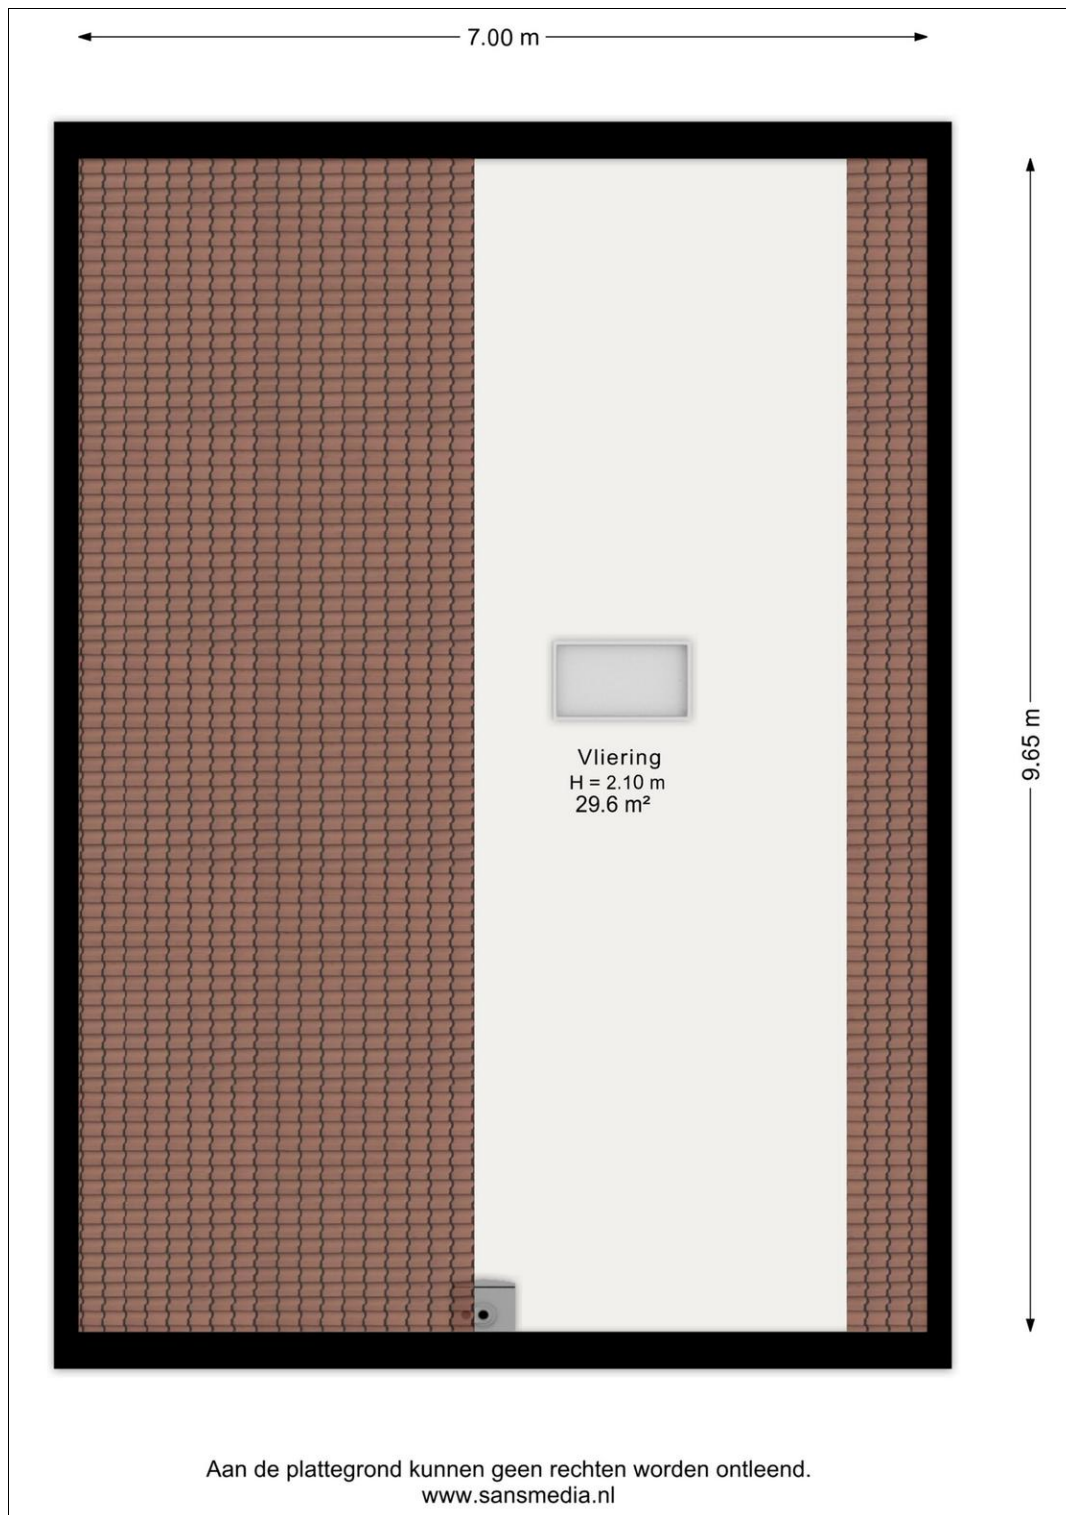 7.00 m
9.65 m
Vliering
H = 2.10 m
29.6 m²
Aan de plattegrond kunnen geen rechten worden ontleend.
www.sansmedia.nl